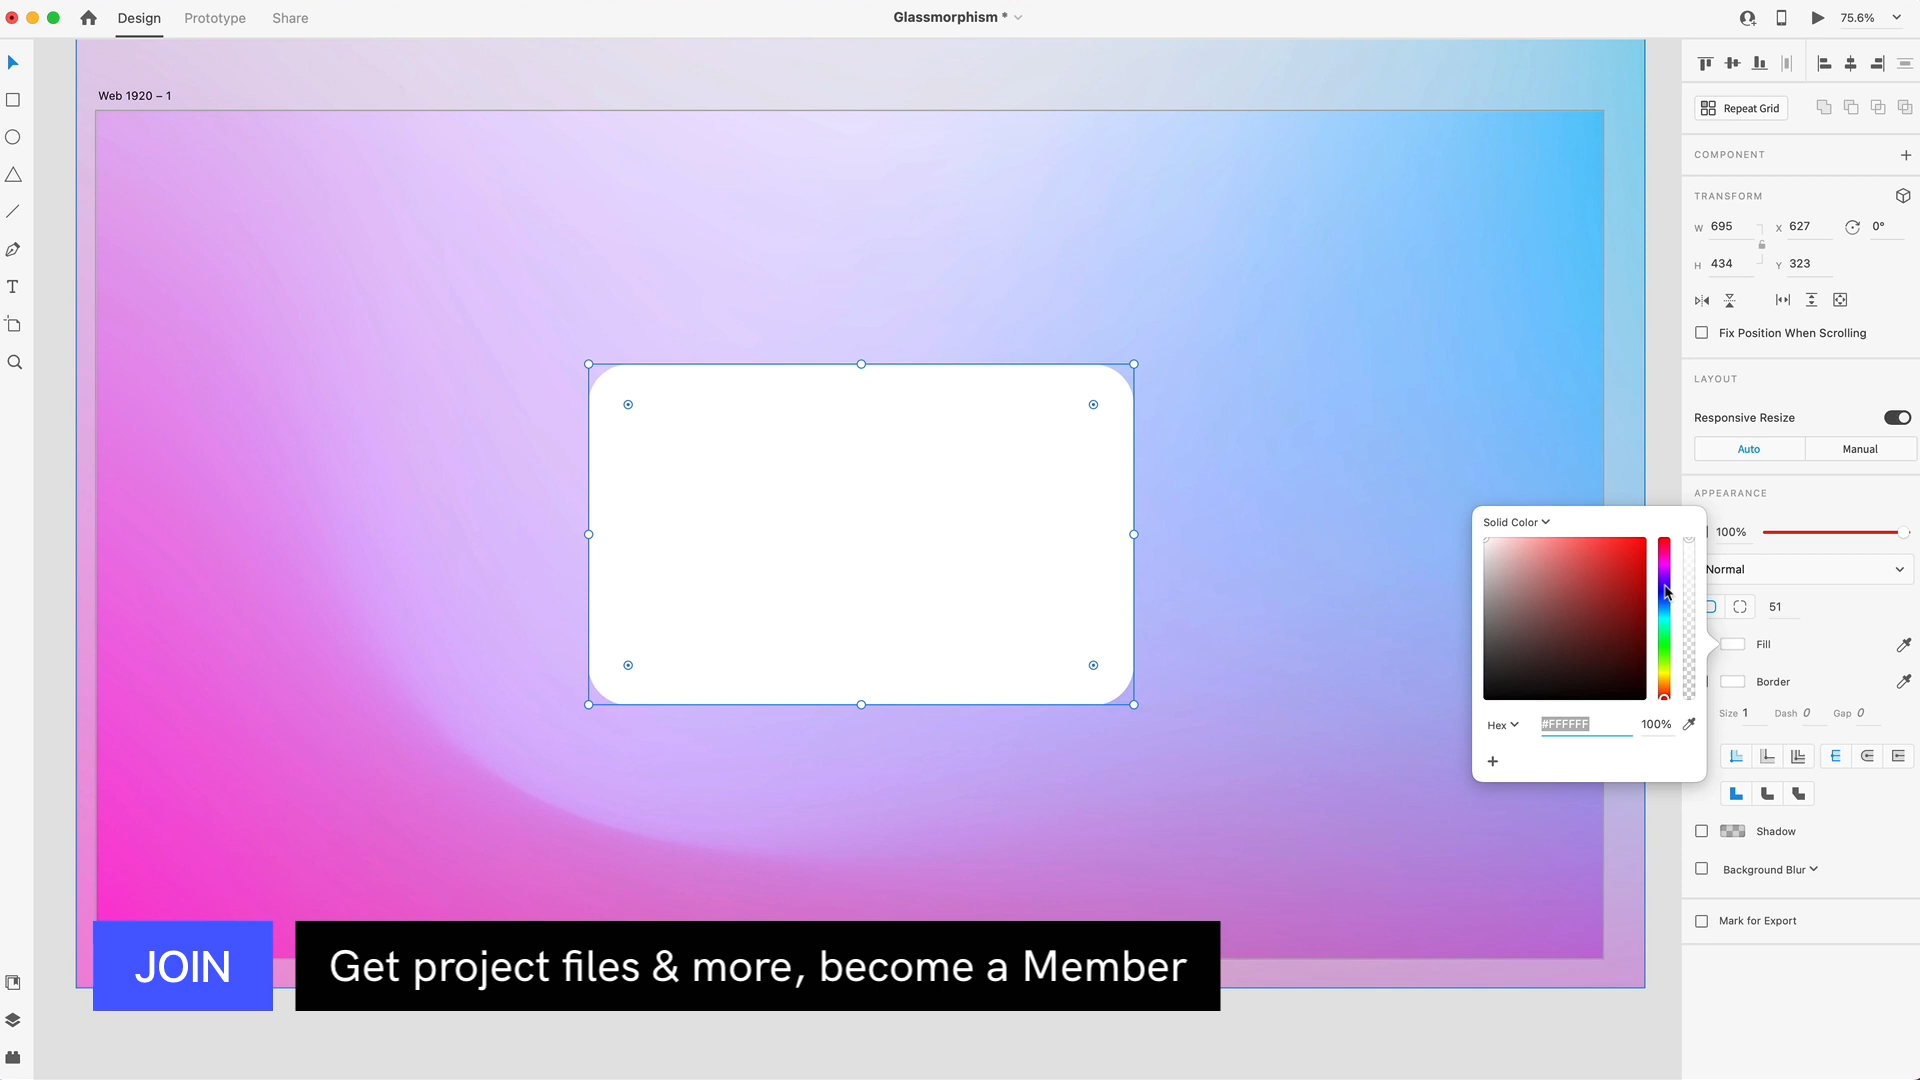 Design
Prototype
Share
Glassmorphism *
75.6%
Web 1920 – 1
Repeat Grid
COMPONENT
TRANSFORM
W 695
X 627
0°
H 434
Y 323
Fix Position When Scrolling
LAYOUT
Responsive Resize
Auto
Manual
APPEARANCE
Solid Color
100%
Normal
51
Fill
Border
Size 1
Dash 0
Gap 0
Hex
#FFFFFF
100%
Shadow
Background Blur
Mark for Export
JOIN
Get project files & more, become a Member